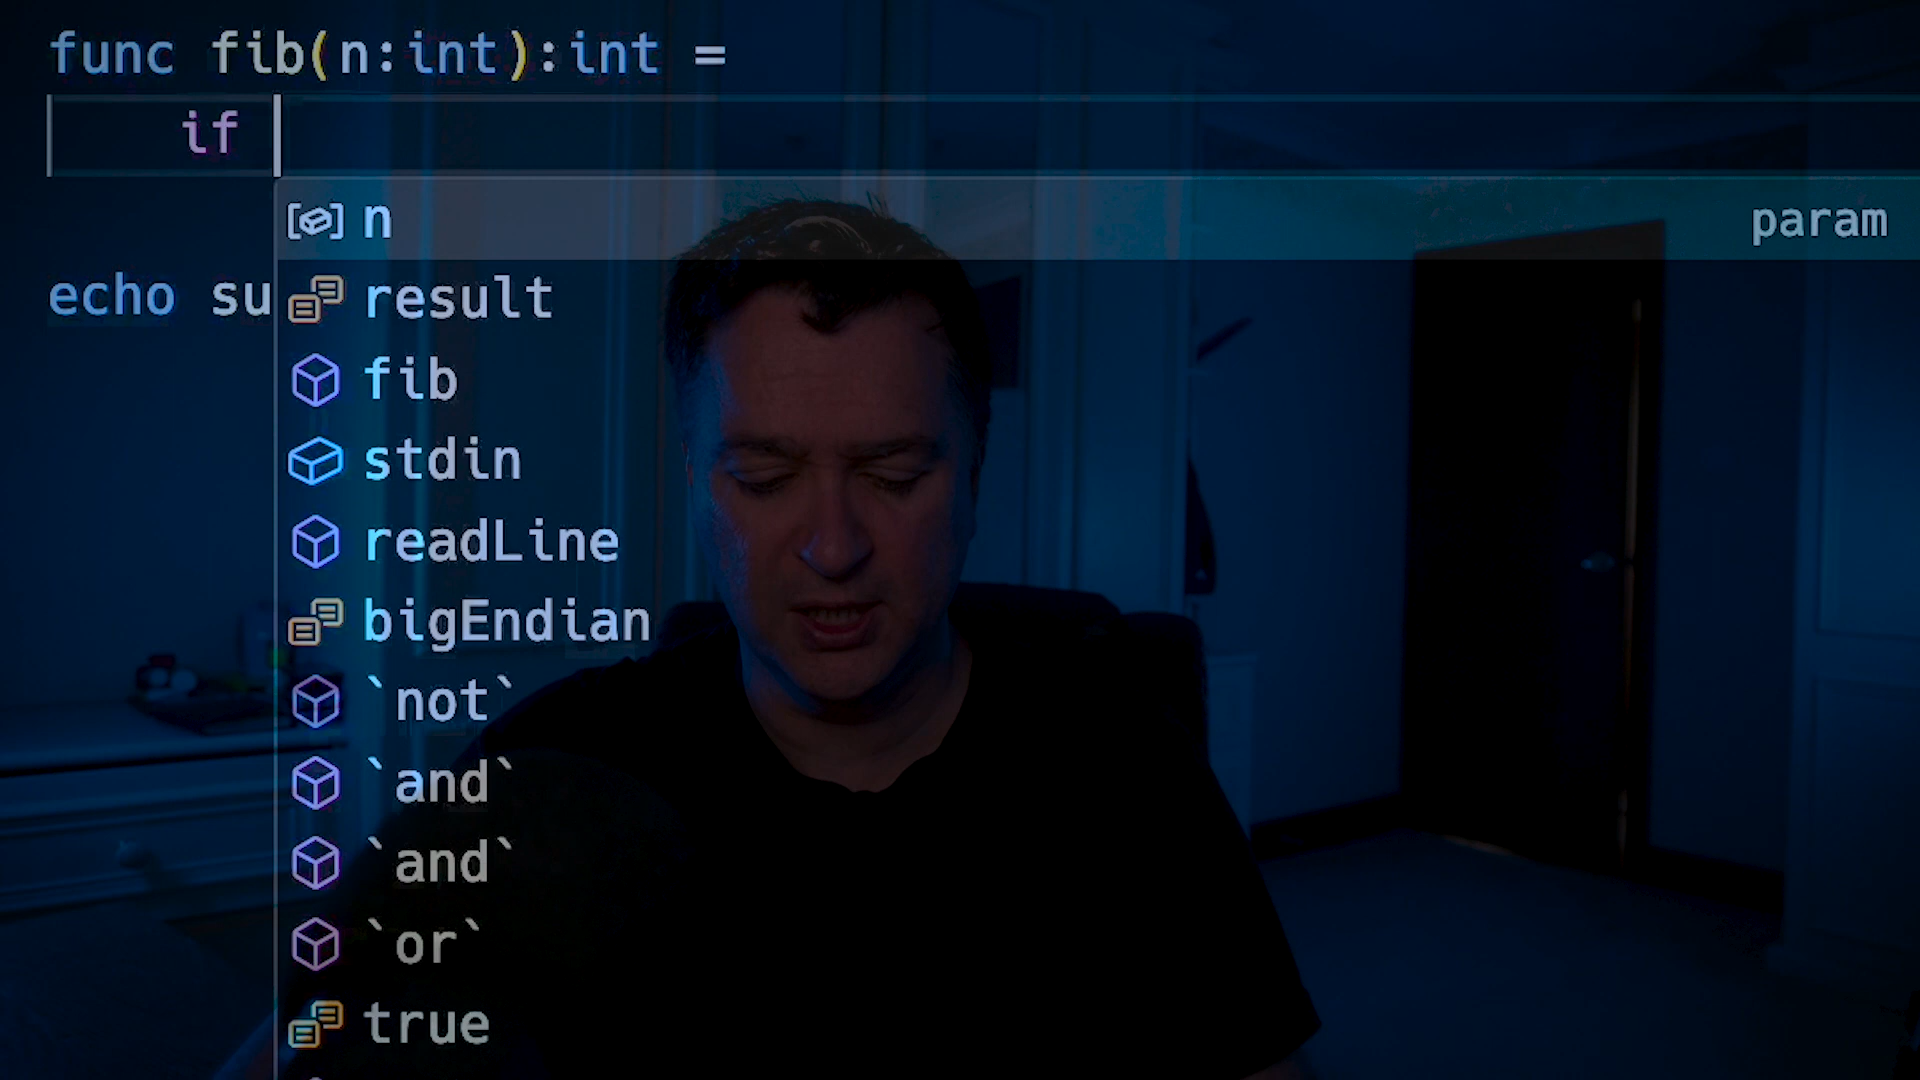 func fib(n:int):int =
if
n param
echo su
result
fib
stdin
readLine
bigEndian
`not`
`and`
`and`
`or`
true